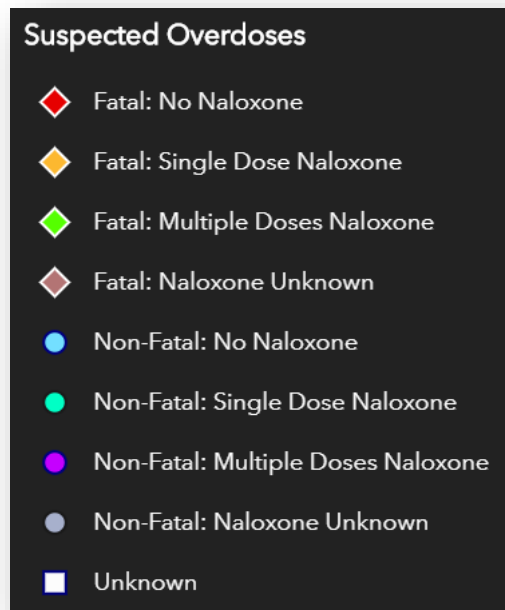 Suspected Overdoses
Fatal: No Naloxone
Fatal: Single Dose Naloxone
Fatal: Multiple Doses Naloxone
Fatal: Naloxone Unknown
Non-Fatal: No Naloxone
Non-Fatal: Single Dose Naloxone
Non-Fatal: Multiple Doses Naloxone
Non-Fatal: Naloxone Unknown
Unknown